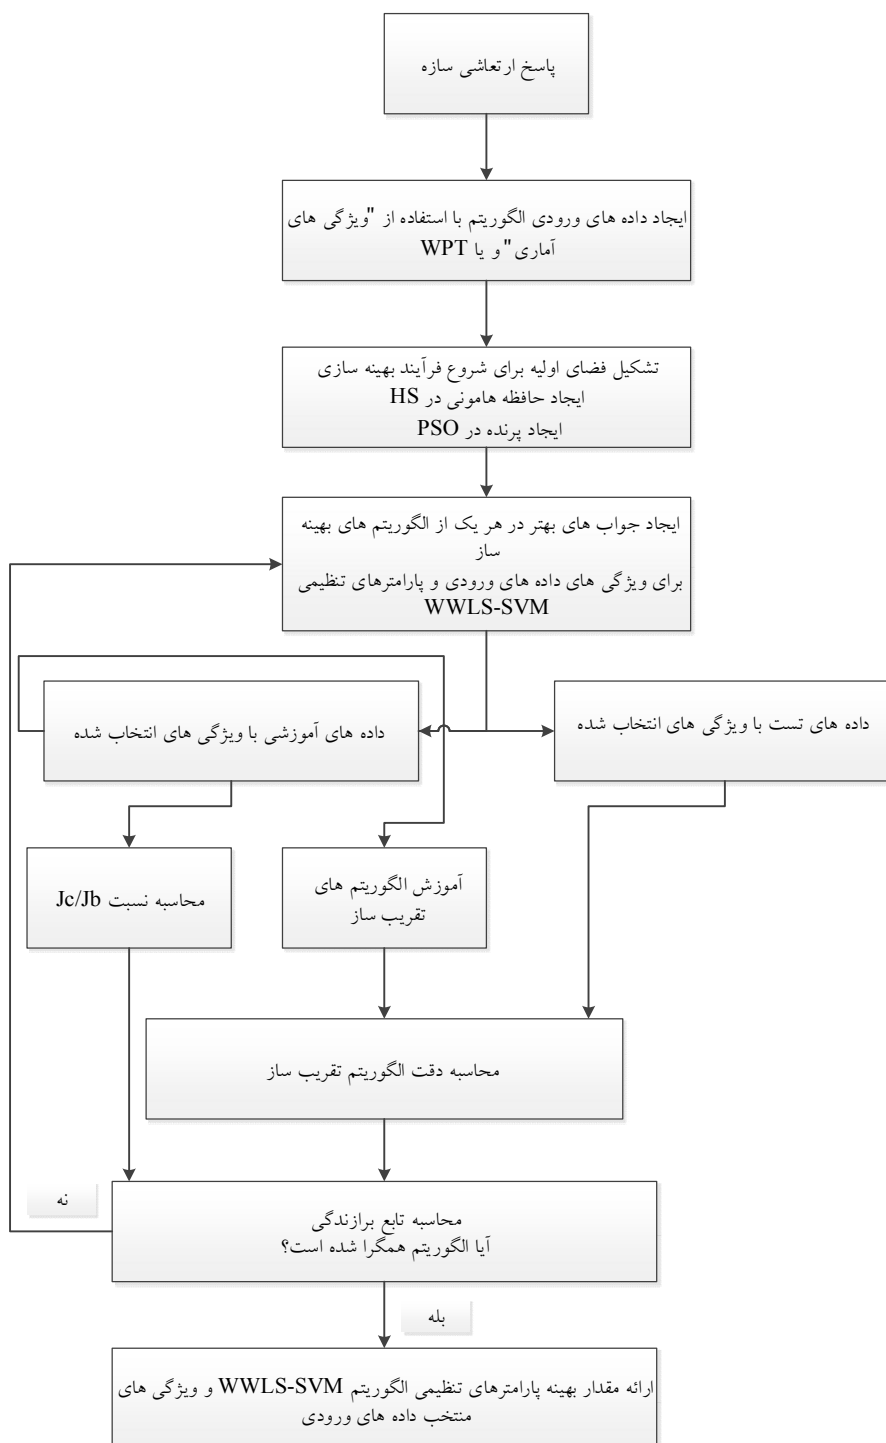 پاسخ ارتعاشی سازه
ایجاد داده های ورودی الگوریتم با استفاده از "ویژگی های
آماری" و یا WPT
تشکیل فضای اولیه برای شروع فرآیند بهینه سازی
ایجاد حافظه هامونی در HS
ایجاد پرنده در PSO
ایجاد جواب های بهتر در هر یک از الگوریتم های بهینه
ساز
برای ویژگی های داده های ورودی و پارامترهای تنظیمی
WWLS-SVM
داده های تست با ویژگی های انتخاب شده
داده های آموزشی با ویژگی های انتخاب شده
آموزش الگوریتم های
تقریب ساز
محاسبه نسبت Jc/Jb
محاسبه دقت الگوریتم تقریب ساز
نه
محاسبه تابع برازندگی
آیا الگوریتم همگرا شده است؟
بله
ارائه مقدار بهینه پارامترهای تنظیمی الگوریتم WWLS-SVM و ویژگی های
منتخب داده های ورودی